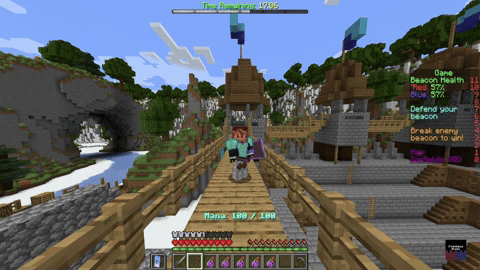 Time Remaining: 17:36
Game
Beacon Health
Red: 57%
Blue: 57%
Defend your
beacon
Break enemy
beacon to win!
Mana: 100 / 100